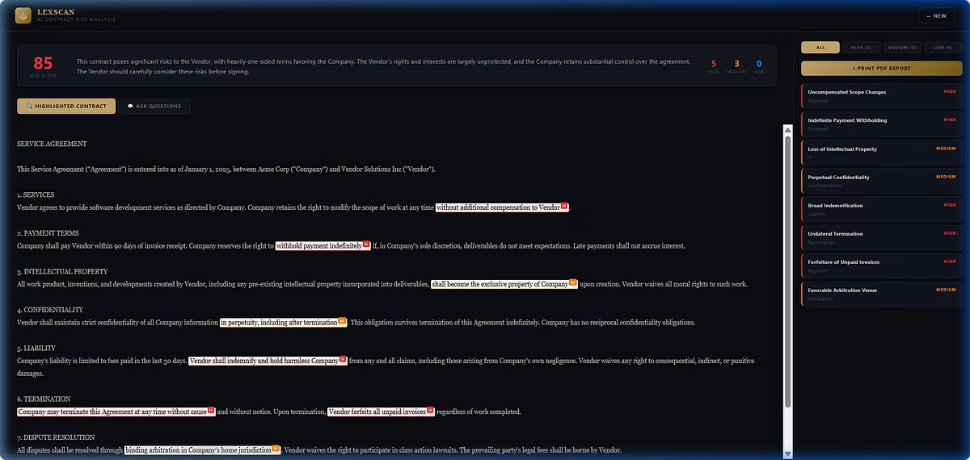 LEXSCAN
AI CONTRACT RISK ANALYSIS
← NEW
85
RISK SCORE
This contract poses significant risks to the Vendor, with heavily one-sided terms favoring the Company. The Vendor's rights and interests are largely unprotected, and the Company retains substantial control over the agreement.
The Vendor should carefully consider these risks before signing.
5
HIGH
3
MEDIUM
0
LOW
HIGHLIGHTED CONTRACT
ASK QUESTIONS
SERVICE AGREEMENT
This Service Agreement ("Agreement") is entered into as of January 1, 2025, between Acme Corp ("Company") and Vendor Solutions Inc ("Vendor").
1. SERVICES
Vendor agrees to provide software development services as directed by Company. Company retains the right to modify the scope of work at any time without additional compensation to Vendor.
2. PAYMENT TERMS
Company shall pay Vendor within 90 days of invoice receipt. Company reserves the right to withhold payment indefinitely if, in Company's sole discretion, deliverables do not meet expectations. Late payments shall not accrue interest.
3. INTELLECTUAL PROPERTY
All work product, inventions, and developments created by Vendor, including any pre-existing intellectual property incorporated into deliverables, shall become the exclusive property of Company upon creation. Vendor waives all moral rights to such work.
4. CONFIDENTIALITY
Vendor shall maintain strict confidentiality of all Company information in perpetuity, including after termination. This obligation survives termination of this Agreement indefinitely. Company has no reciprocal confidentiality obligations.
5. LIABILITY
Company's liability is limited to fees paid in the last 30 days. Vendor shall indemnify and hold harmless Company from any and all claims, including those arising from Company's own negligence. Vendor waives any right to consequential, indirect, or punitive
damages.
6. TERMINATION
Company may terminate this Agreement at any time without cause and without notice. Upon termination, Vendor forfeits all unpaid invoices regardless of work completed.
7. DISPUTE RESOLUTION
All disputes shall be resolved through binding arbitration in Company's home jurisdiction. Vendor waives the right to participate in class action lawsuits. The prevailing party's legal fees shall be borne by Vendor.
ALL
HIGH (5)
MEDIUM (3)
LOW (0)
PRINT PDF REPORT
Uncompensated Scope Changes HIGH
Payment
Indefinite Payment Withholding HIGH
Payment
Loss of Intellectual Property MEDIUM
IP
Perpetual Confidentiality MEDIUM
Confidentiality
Broad Indemnification HIGH
Liability
Unilateral Termination HIGH
Termination
Forfeiture of Unpaid Invoices HIGH
Payment
Favorable Arbitration Venue MEDIUM
Arbitration